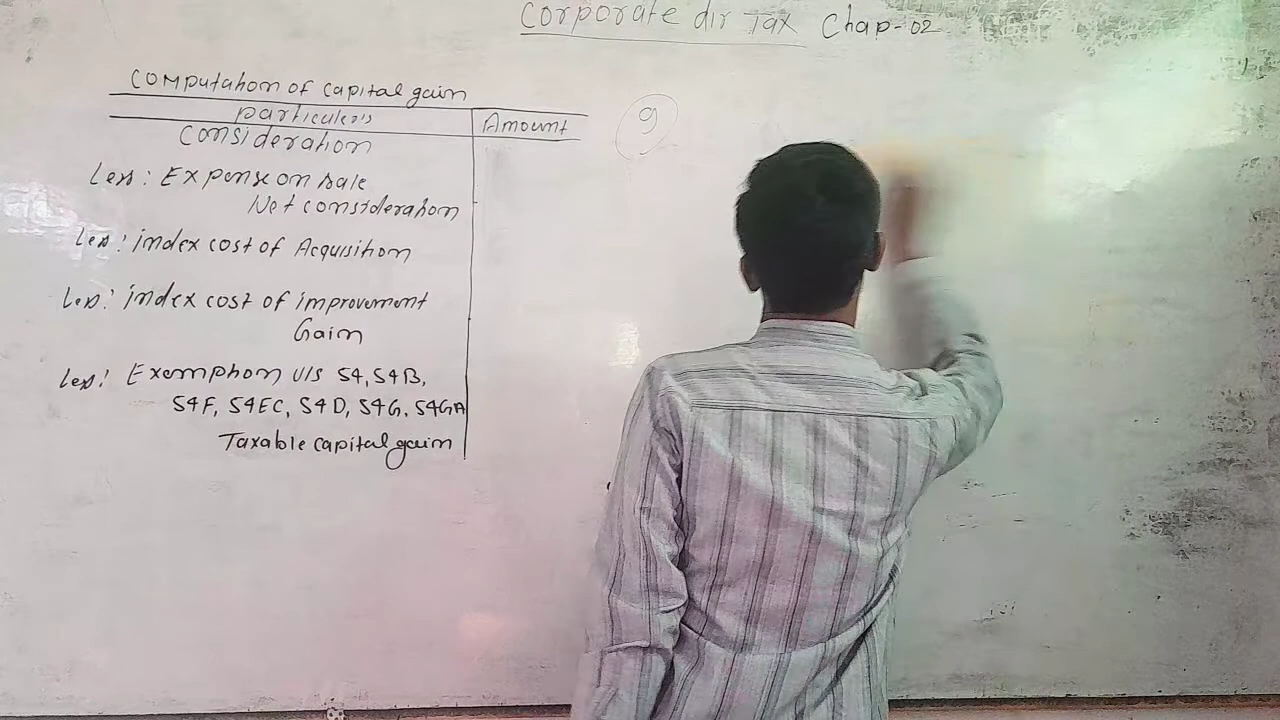 Corporate dir Tax Chap-02
Computation of capital gain
particulars
Amount
Consideration
Less: Expense on sale
Net consideration
Less: index cost of Acquisition
Less: index cost of improvement
Gain
Less: Exemption U/S 54, 54B,
54F, 54EC, 54D, 54G, 54GA
Taxable capital gain
9